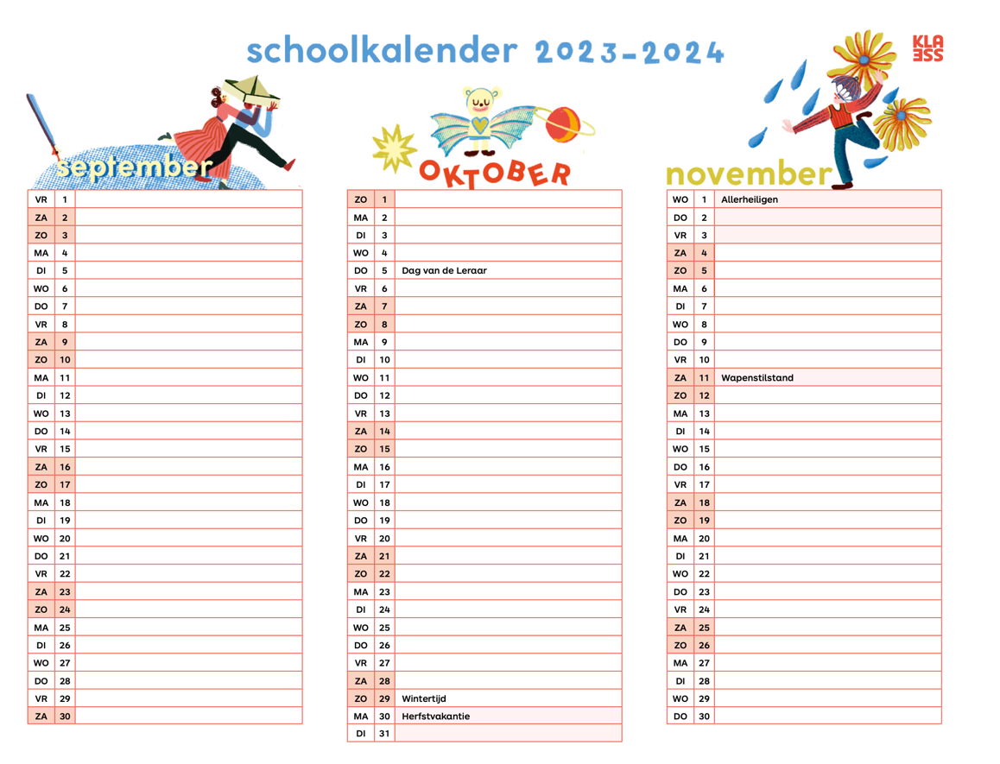 schoolkalender 2023-2024
KLA
SSE
september
VR 1
ZA 2
ZO 3
MA 4
DI 5
WO 6
DO 7
VR 8
ZA 9
ZO 10
MA 11
DI 12
WO 13
DO 14
VR 15
ZA 16
ZO 17
MA 18
DI 19
WO 20
DO 21
VR 22
ZA 23
ZO 24
MA 25
DI 26
WO 27
DO 28
VR 29
ZA 30
OKTOBER
ZO 1
MA 2
DI 3
WO 4
DO 5 Dag van de Leraar
VR 6
ZA 7
ZO 8
MA 9
DI 10
WO 11
DO 12
VR 13
ZA 14
ZO 15
MA 16
DI 17
WO 18
DO 19
VR 20
ZA 21
ZO 22
MA 23
DI 24
WO 25
DO 26
VR 27
ZA 28
ZO 29 Wintertijd
MA 30 Herfstvakantie
DI 31
november
WO 1 Allerheiligen
DO 2
VR 3
ZA 4
ZO 5
MA 6
DI 7
WO 8
DO 9
VR 10
ZA 11 Wapenstilstand
ZO 12
MA 13
DI 14
WO 15
DO 16
VR 17
ZA 18
ZO 19
MA 20
DI 21
WO 22
DO 23
VR 24
ZA 25
ZO 26
MA 27
DI 28
WO 29
DO 30